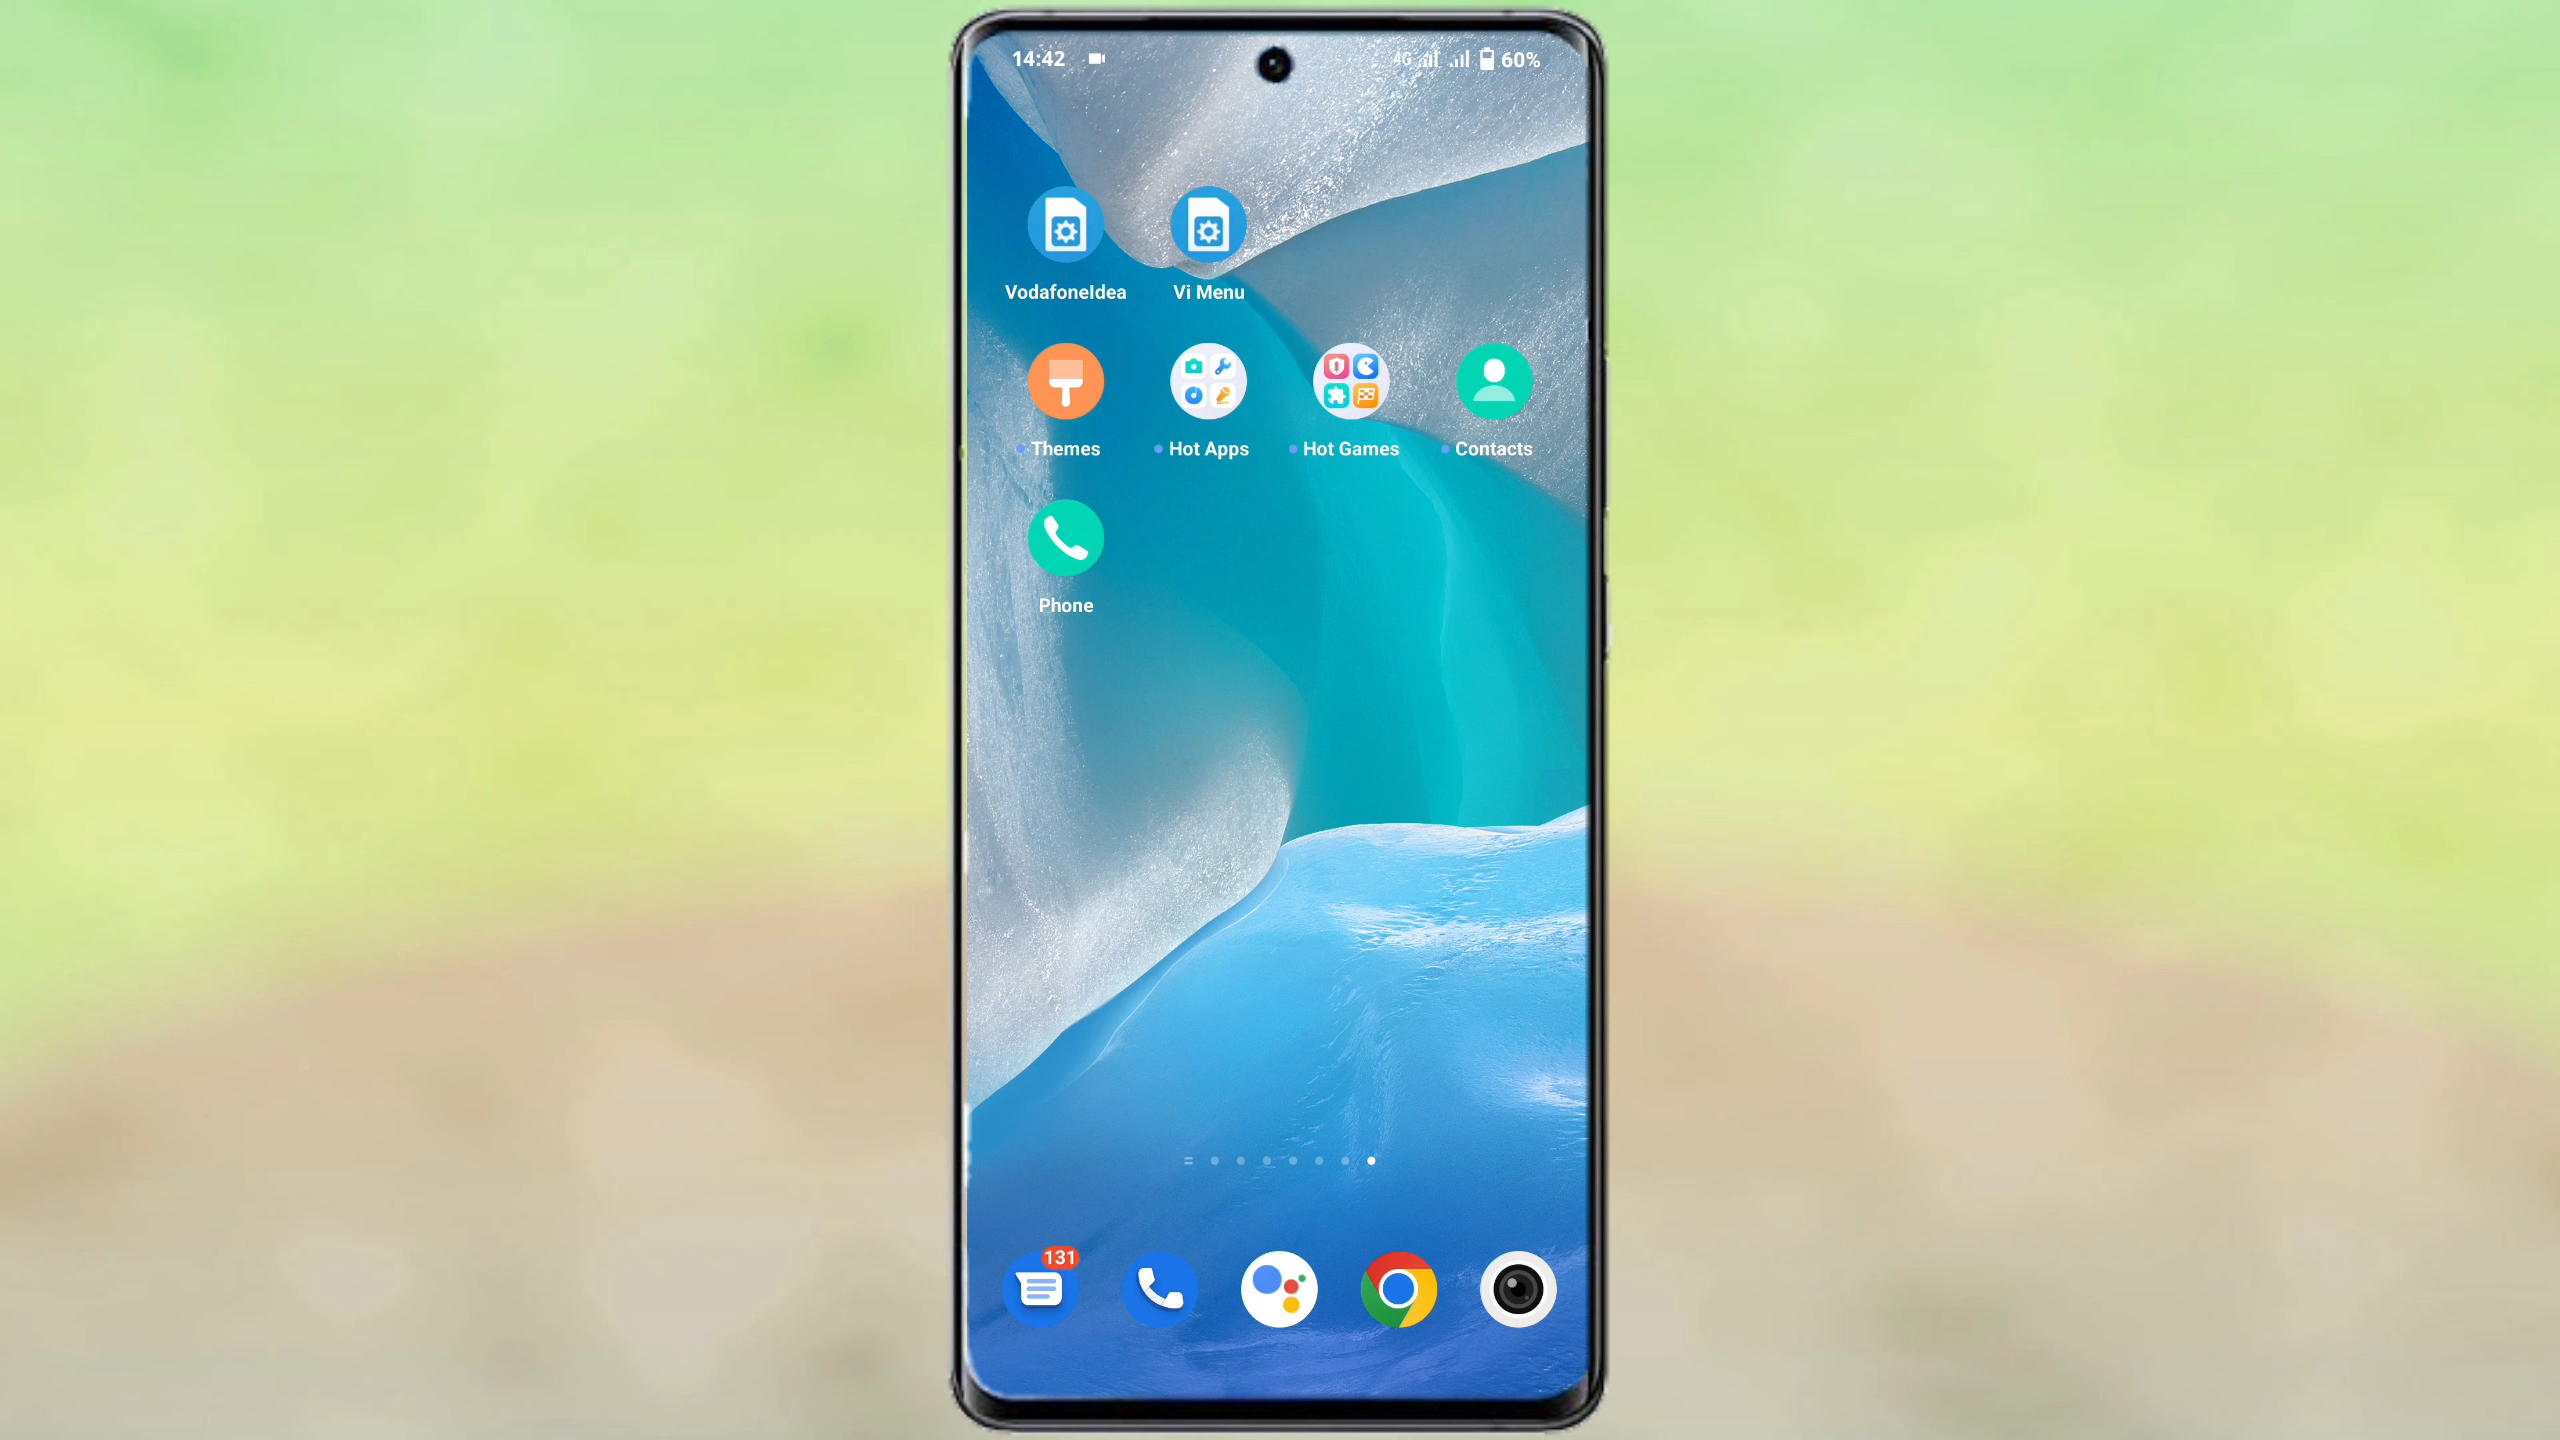 14:42 4G 60%
VodafoneIdea Vi Menu
Themes Hot Apps Hot Games Contacts
Phone
131